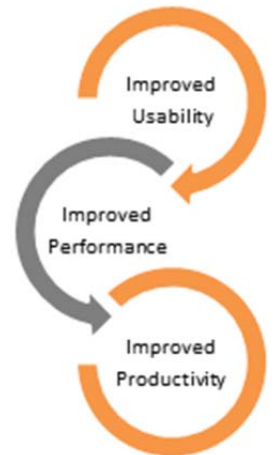 Improved
Usability
Improved
Performance
Improved
Productivity